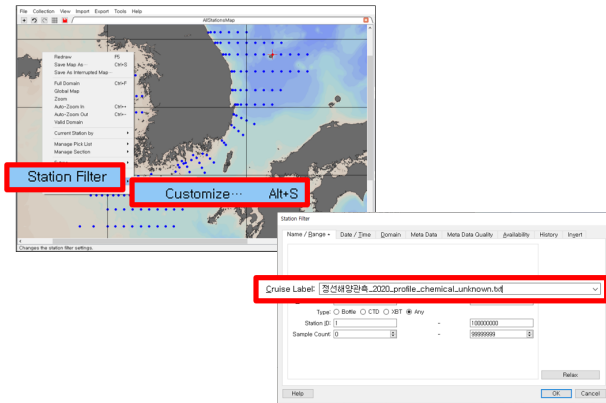 File Collection View Import Export Tools Help
AllStationsMap
Redraw F5
Save Map As... Ctrl+S
Save As Interrupted Map...
Full Domain Ctrl+F
Global Map
Zoom
Auto-Zoom In Ctrl++
Auto-Zoom Out Ctrl+-
Valid Domain
Current Station by
Manage Pick List
Manage Section
Station Filter
Customize... Alt+S
Changes the station filter settings.
Station Filter
Name / Range Date / Time Domain Meta Data Meta Data Quality Availability History Invert
Cruise Label: 정선해양관측_2020_profile_chemical_unknown.txt
Type: Bottle CTD XBT Any
Station ID: 1 - 100000000
Sample Count: 0 - 99999999
Relax
Help OK Cancel